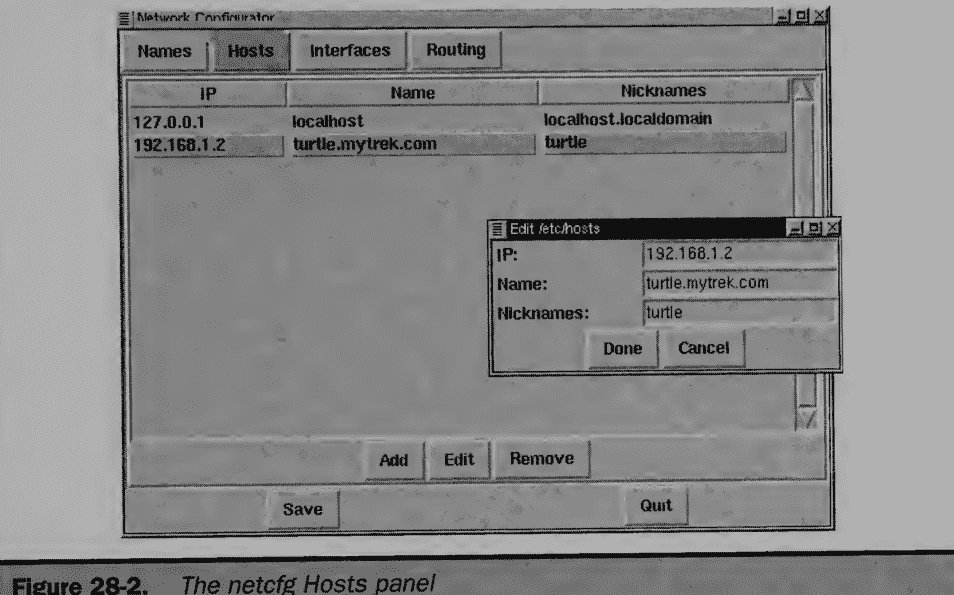 Network Configurator
Names Hosts Interfaces Routing
IP Name Nicknames
127.0.0.1 localhost localhost.localdomain
192.168.1.2 turtle.mytrek.com turtle
Edit /etc/hosts
IP: 192.168.1.2
Name: turtle.mytrek.com
Nicknames: turtle
Done Cancel
Add Edit Remove
Save Quit
Figure 28-2. The netcfg Hosts panel